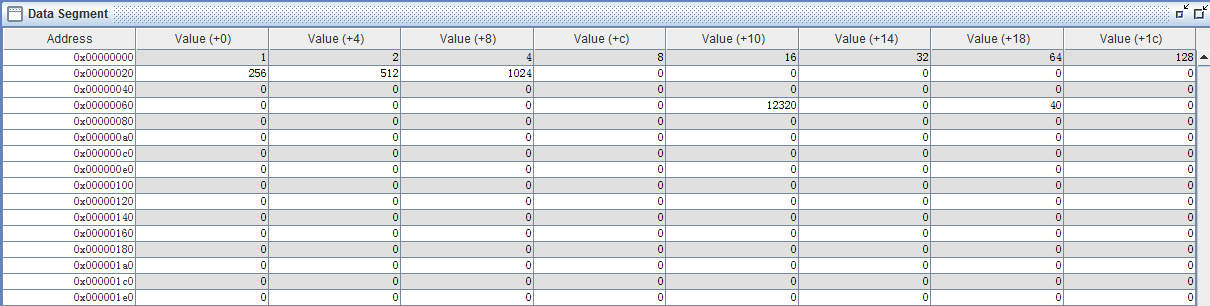 Data Segment
Address Value (+0) Value (+4) Value (+8) Value (+c) Value (+10) Value (+14) Value (+18) Value (+1c)
0x00000000 1 2 4 8 16 32 64 128
0x00000020 256 512 1024 0 0 0 0 0
0x00000040 0 0 0 0 0 0 0 0
0x00000060 0 0 0 0 12320 0 40 0
0x00000080 0 0 0 0 0 0 0 0
0x000000a0 0 0 0 0 0 0 0 0
0x000000c0 0 0 0 0 0 0 0 0
0x000000e0 0 0 0 0 0 0 0 0
0x00000100 0 0 0 0 0 0 0 0
0x00000120 0 0 0 0 0 0 0 0
0x00000140 0 0 0 0 0 0 0 0
0x00000160 0 0 0 0 0 0 0 0
0x00000180 0 0 0 0 0 0 0 0
0x000001a0 0 0 0 0 0 0 0 0
0x000001c0 0 0 0 0 0 0 0 0
0x000001e0 0 0 0 0 0 0 0 0